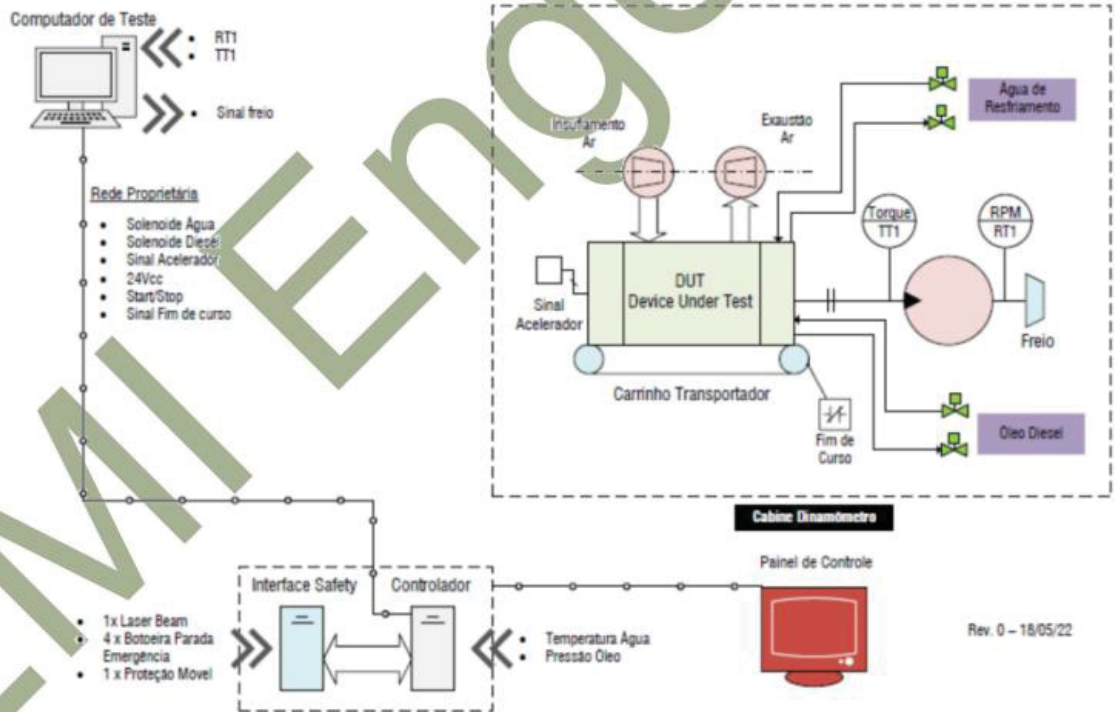 Computador de Teste
RT1
TT1
Sinal freio
Rede Proprietária
Solenoide Água
Solenoide Diesel
Sinal Acelerador
24Vcc
Start/Stop
Sinal Fim de curso
Insuflamento
Ar
Exaustão
Ar
Água de
Resfriamento
Torque
TT1
RPM
RT1
DUT
Device Under Test
Sinal
Acelerador
Freio
Carrinho Transportador
Fim de
Curso
Óleo Diesel
Cabine Dinamômetro
Interface Safety
Controlador
1x Laser Beam
4 x Botoeira Parada
Emergência
1 x Proteção Móvel
Temperatura Água
Pressão Óleo
Painel de Controle
Rev. 0 – 18/05/22